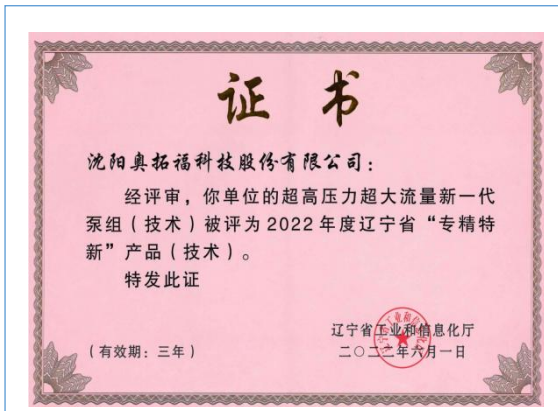 证书
沈阳奥拓福科技股份有限公司：
经评审，你单位的超高压力超大流量新一代
泵组（技术）被评为2022年度辽宁省“专精特
新”产品（技术）。
特发此证
辽宁省工业和信息化厅
（有效期：三年）
二〇二二年六月一日